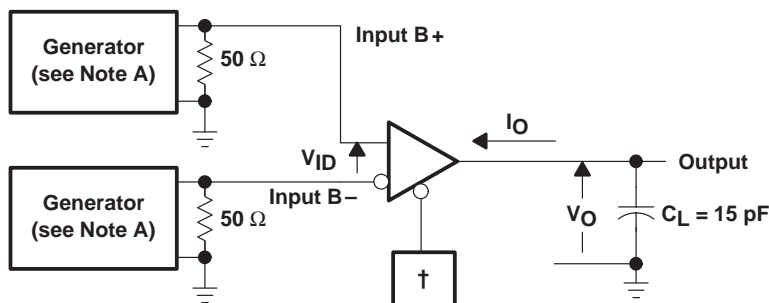 Generator
(see Note A)
50 Ω
Input B+
VID
IO
Output
Generator
(see Note A)
50 Ω
Input B−
VO
CL = 15 pF
†